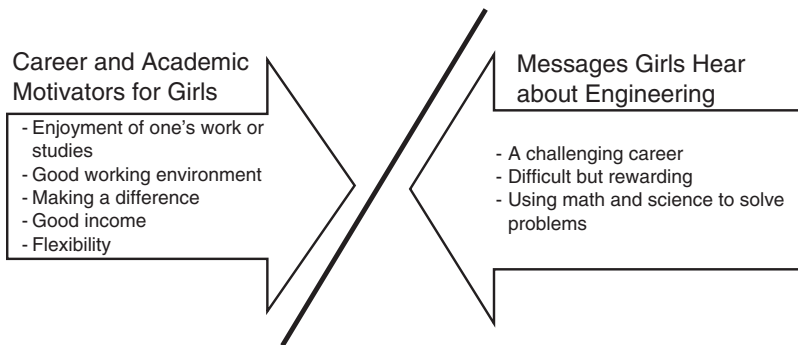 Career and Academic
Motivators for Girls
- Enjoyment of one's work or
studies
- Good working environment
- Making a difference
- Good income
- Flexibility
Messages Girls Hear
about Engineering
- A challenging career
- Difficult but rewarding
- Using math and science to solve
problems